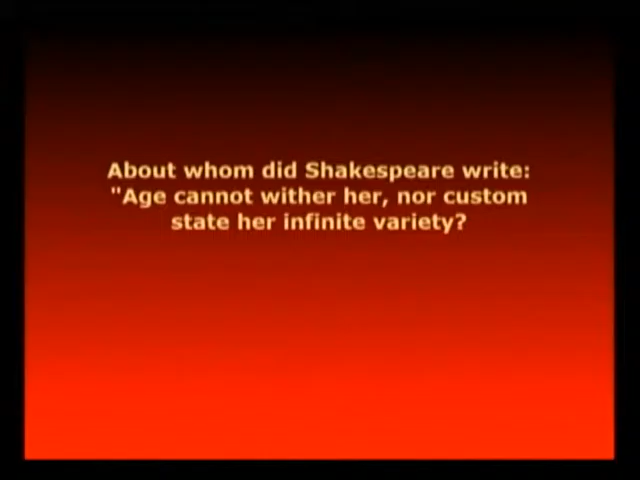 About whom did Shakespeare write:
"Age cannot wither her, nor custom
state her infinite variety?